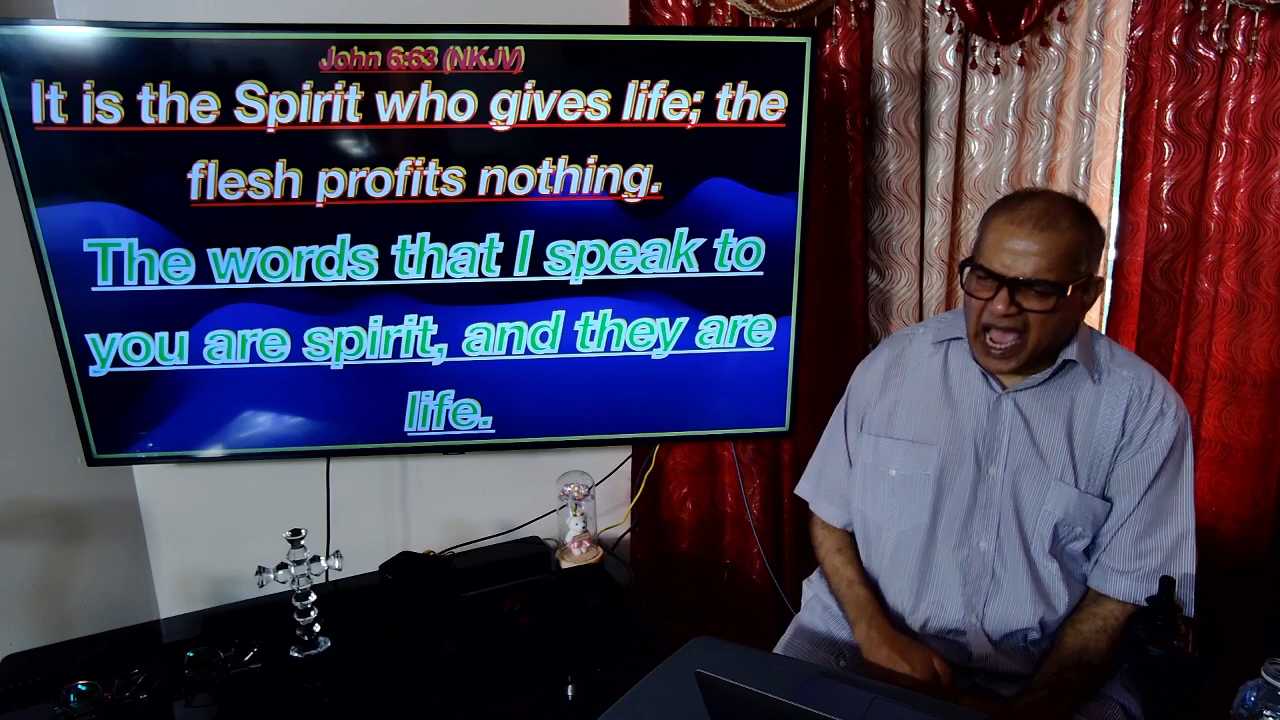 John 6:63 (NKJV)
It is the Spirit who gives life; the
flesh profits nothing.
The words that I speak to
you are spirit, and they are
life.